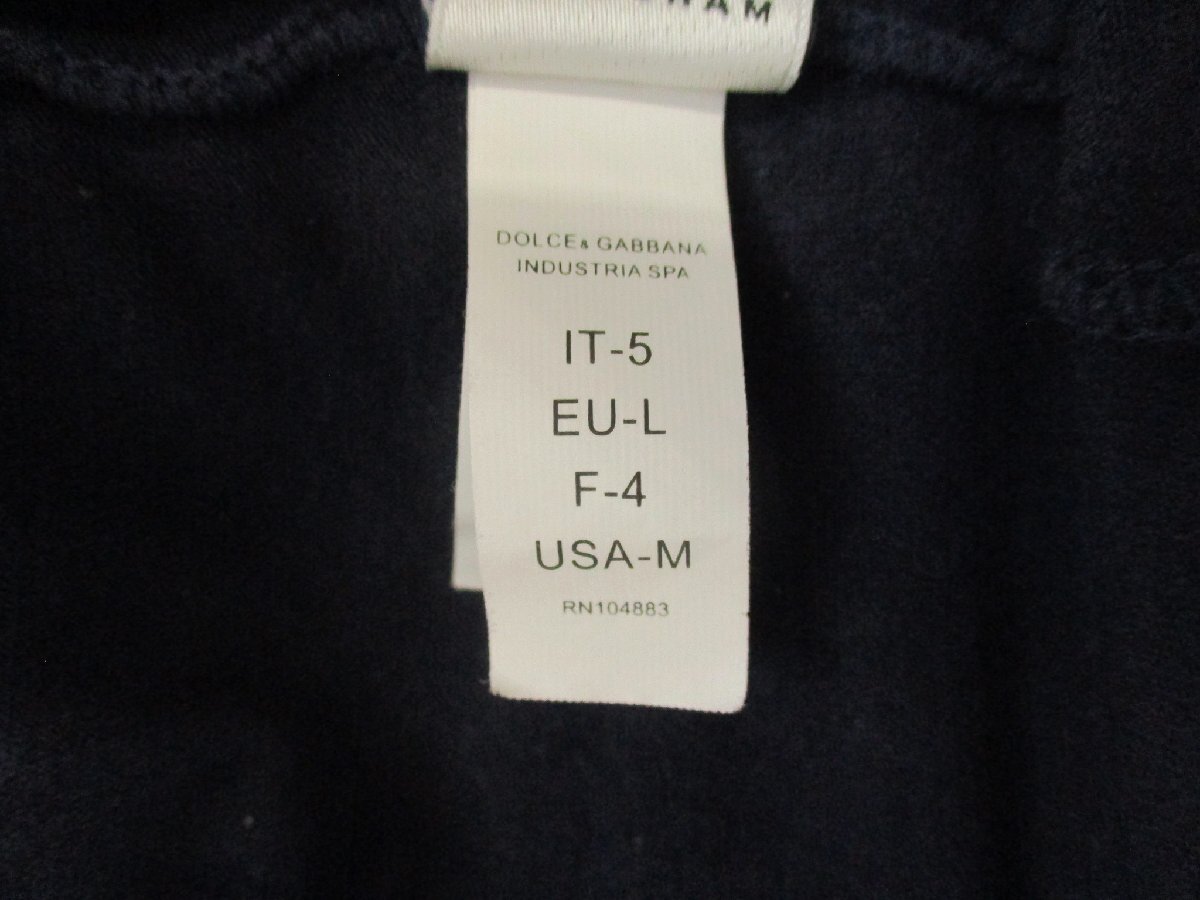 DOLCE & GABBANA
INDUSTRIA SPA
IT-5
EU-L
F-4
USA-M
RN104883